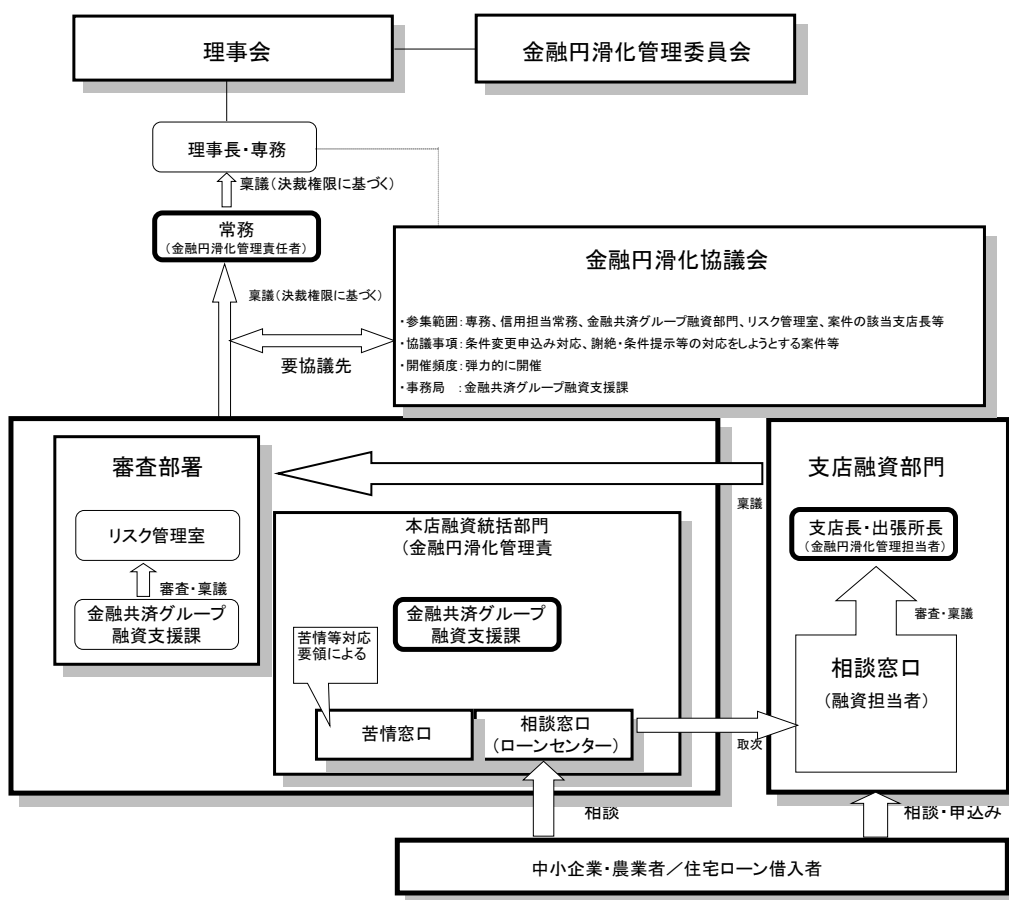 理事会
金融円滑化管理委員会
理事長・専務
稟議（決裁権限に基づく）
常務
（金融円滑化管理責任者）
金融円滑化協議会
稟議（決裁権限に基づく）
・参集範囲：専務、信用担当常務、金融共済グループ融資部門、リスク管理室、案件の該当支店長等
・協議事項：条件変更申込み対応、謝絶・条件提示等の対応をしようとする案件等
・開催頻度：弾力的に開催
・事務局　：金融共済グループ融資支援課
要協議先
審査部署
リスク管理室
審査・稟議
金融共済グループ
融資支援課
本店融資統括部門
（金融円滑化管理責
金融共済グループ
融資支援課
苦情等対応
要領による
苦情窓口
相談窓口
（ローンセンター）
稟議
支店融資部門
支店長・出張所長
（金融円滑化管理担当者）
審査・稟議
相談窓口
（融資担当者）
取次
相談
相談・申込み
中小企業・農業者／住宅ローン借入者